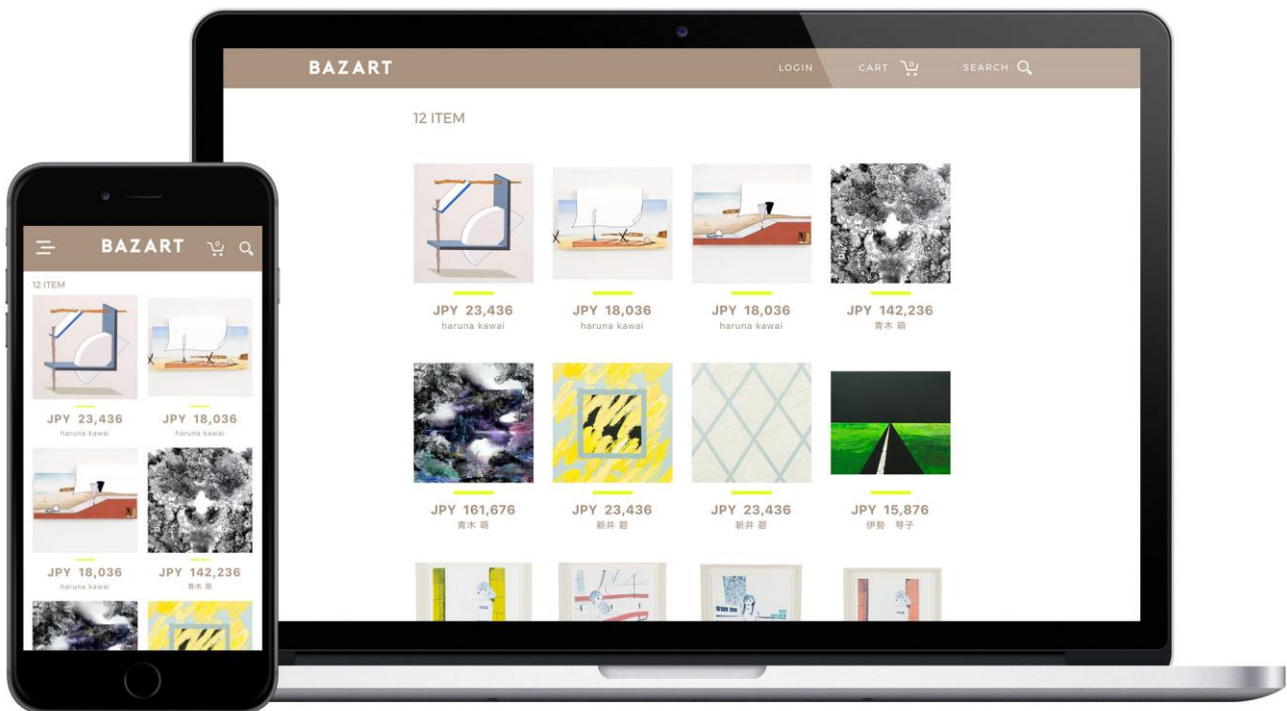 BAZART
LOGIN
CART
0
SEARCH
12 ITEM
JPY 23,436
haruna kawai
JPY 18,036
haruna kawai
JPY 18,036
haruna kawai
JPY 142,236
青木 萌
JPY 161,676
青木 萌
JPY 23,436
新井 碧
JPY 23,436
新井 碧
JPY 15,876
伊勢　琴子
BAZART
0
12 ITEM
JPY 23,436
haruna kawai
JPY 18,036
haruna kawai
JPY 18,036
haruna kawai
JPY 142,236
青木 萌